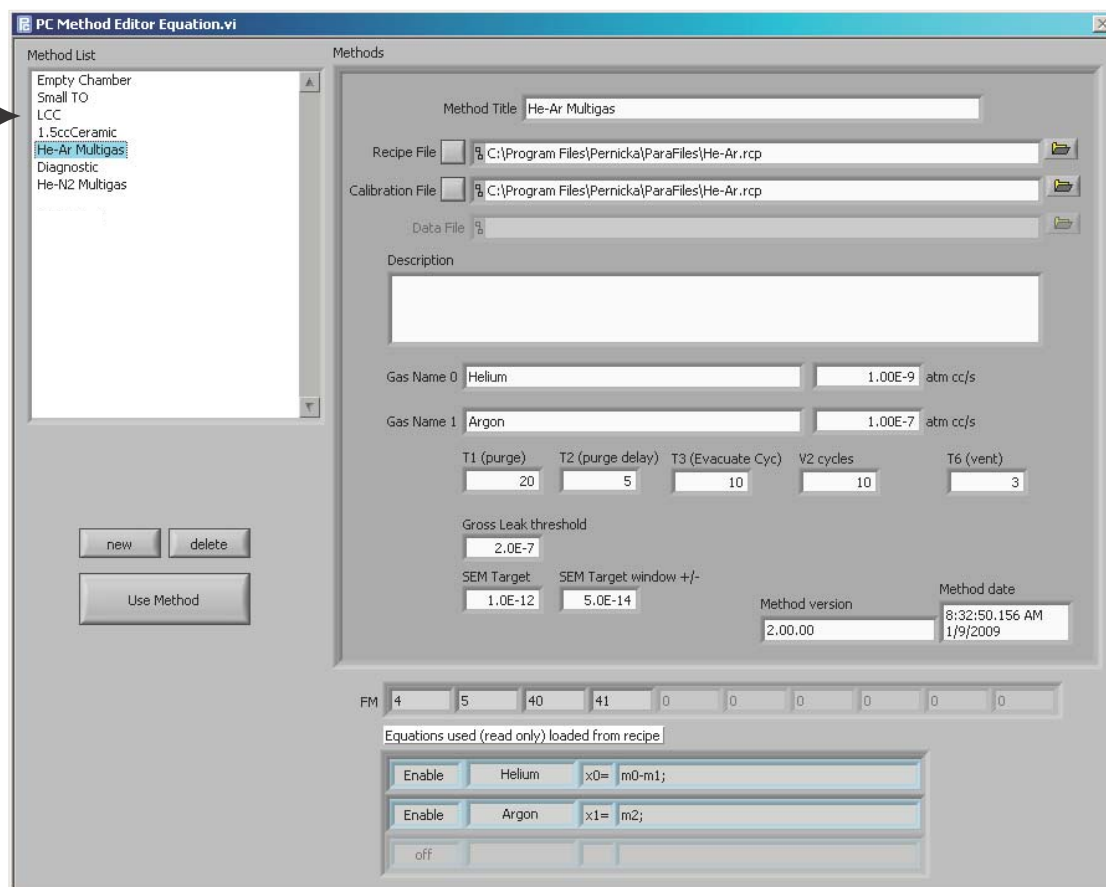 PC Method Editor Equation.vi
Method List
Empty Chamber
Small TO
LCC
1.5ccCeramic
He-Ar Multigas
Diagnostic
He-N2 Multigas
new
delete
Use Method
Methods
Method Title He-Ar Multigas
Recipe File C:\Program Files\Pernicka\ParaFiles\He-Ar.rcp
Calibration File C:\Program Files\Pernicka\ParaFiles\He-Ar.rcp
Data File
Description
Gas Name 0 Helium 1.00E-9 atm cc/s
Gas Name 1 Argon 1.00E-7 atm cc/s
T1 (purge) T2 (purge delay) T3 (Evacuate Cyc) V2 cycles T6 (vent)
20 5 10 10 3
Gross Leak threshold
2.0E-7
SEM Target SEM Target window +/-
1.0E-12 5.0E-14
Method version
2.00.00
Method date
8:32:50.156 AM
1/9/2009
FM 4 5 40 41 0 0 0 0 0 0
Equations used (read only) loaded from recipe
Enable Helium x0= m0-m1;
Enable Argon x1= m2;
off